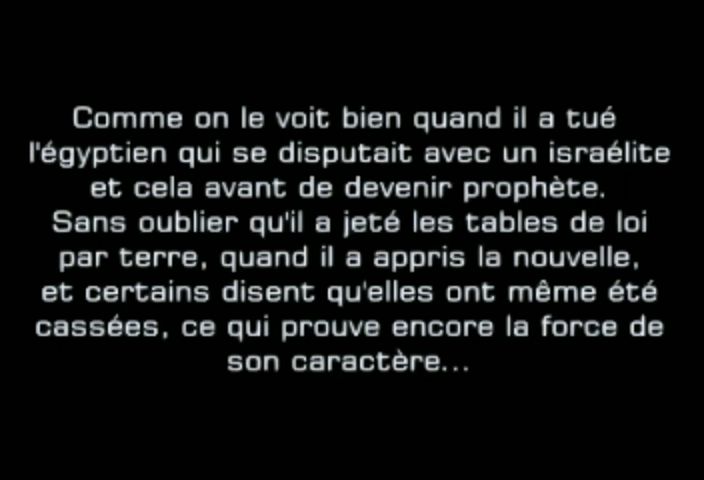 Comme on le voit bien quand il a tué
l'égyptien qui se disputait avec un israélite
et cela avant de devenir prophète.
Sans oublier qu'il a jeté les tables de loi
par terre, quand il a appris la nouvelle,
et certains disent qu'elles ont même été
cassées, ce qui prouve encore la force de
son caractère...